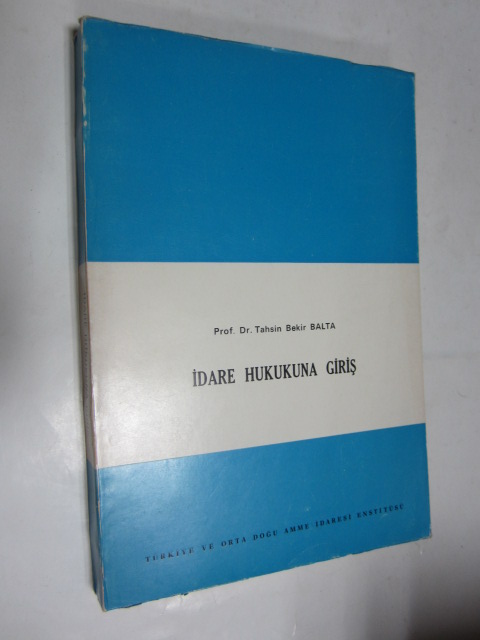 Prof. Dr. Tahsin Bekir BALTA
İDARE HUKUKUNA GİRİŞ
TÜRKİYE VE ORTA DOĞU AMME İDARESİ ENSTİTÜSÜ